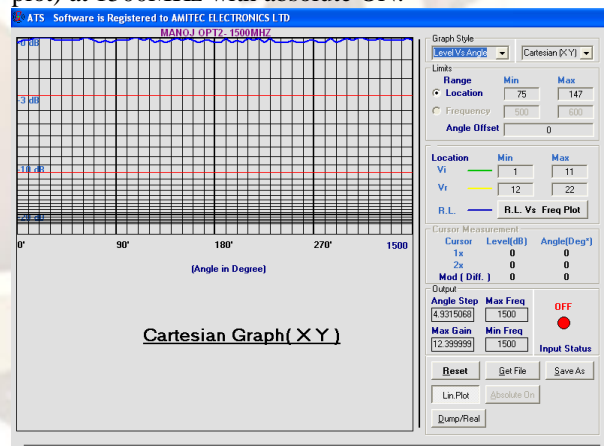 ATS Software is Registered to AMITEC ELECTRONICS LTD
MANOJ OPT2- 1500MHZ
-0 dB
-3 dB
-10 dB
-20 dB
0' 90' 180' 270' 1500
(Angle in Degree)
Cartesian Graph( X Y )
Graph Style
Level Vs Angle Cartesian (X Y)
Limits
Range Min Max
Location 75 147
Frequency 500 600
Angle Offset 0
Location Min Max
Vi 1 11
Vr 12 22
R.L. R.L. Vs Freq Plot
Cursor Measurement
Cursor Level(dB) Angle(Deg*)
1x 0 0
2x 0 0
Mod ( Diff. ) 0 0
Output
Angle Step Max Freq
4.9315068 1500 OFF
Max Gain Min Freq
12.399999 1500 Input Status
Reset Get File Save As
Lin.Plot Absolute On
Dump/Real